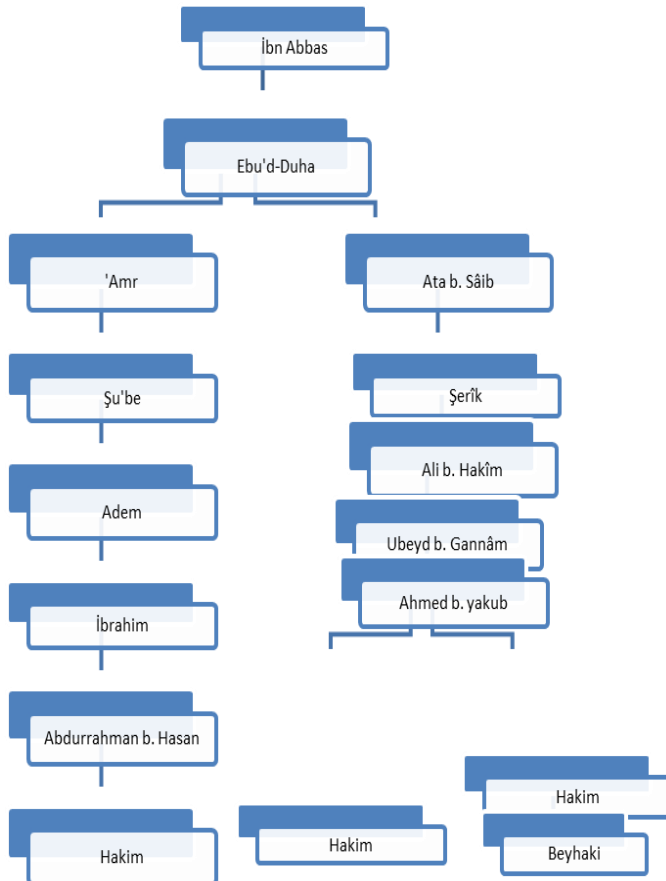 İbn Abbas
Ebu'd-Duha
'Amr
Ata b. Sâib
Şu'be
Şerîk
Ali b. Hakîm
Adem
Ubeyd b. Gannâm
Ahmed b. yakub
İbrahim
Abdurrahman b. Hasan
Hakim
Hakim
Hakim
Beyhaki